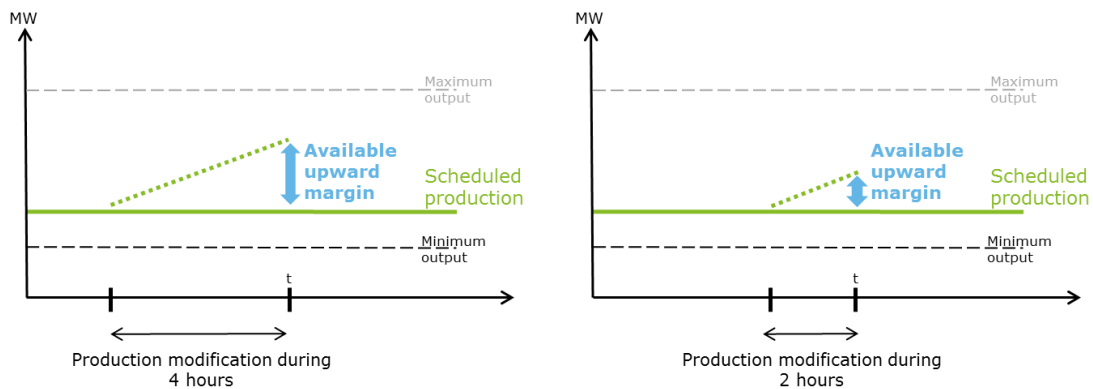 MW
Maximum
output
Available
upward
margin
Scheduled
production
Minimum
output
t
Production modification during
4 hours
MW
Maximum
output
Available
upward
margin
Scheduled
production
Minimum
output
t
Production modification during
2 hours